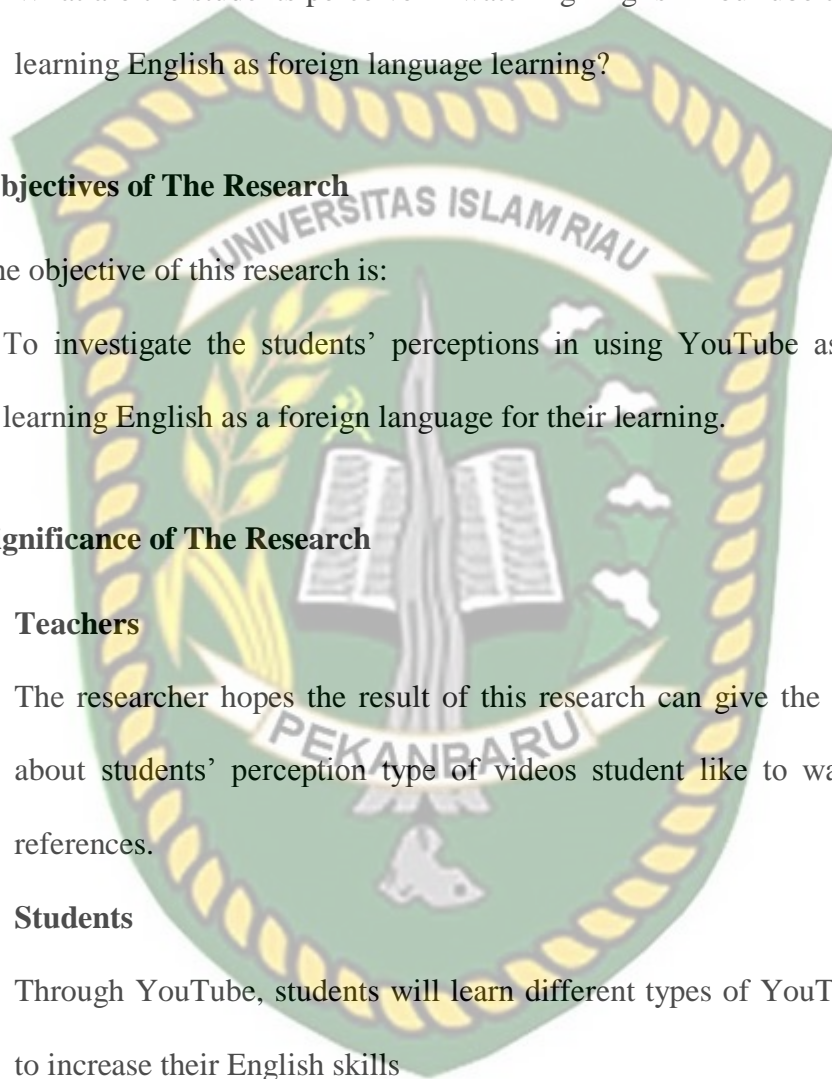 learning English as foreign language learning?
bjectives of The Research
UNIVERSITAS ISLAM RIAU
ne objective of this research is:
To investigate the students’ perceptions in using YouTube as
learning English as a foreign language for their learning.
ignificance of The Research
Teachers
The researcher hopes the result of this research can give the
PEKANBARU
about students’ perception type of videos student like to wa
references.
Students
Through YouTube, students will learn different types of YouT
to increase their English skills